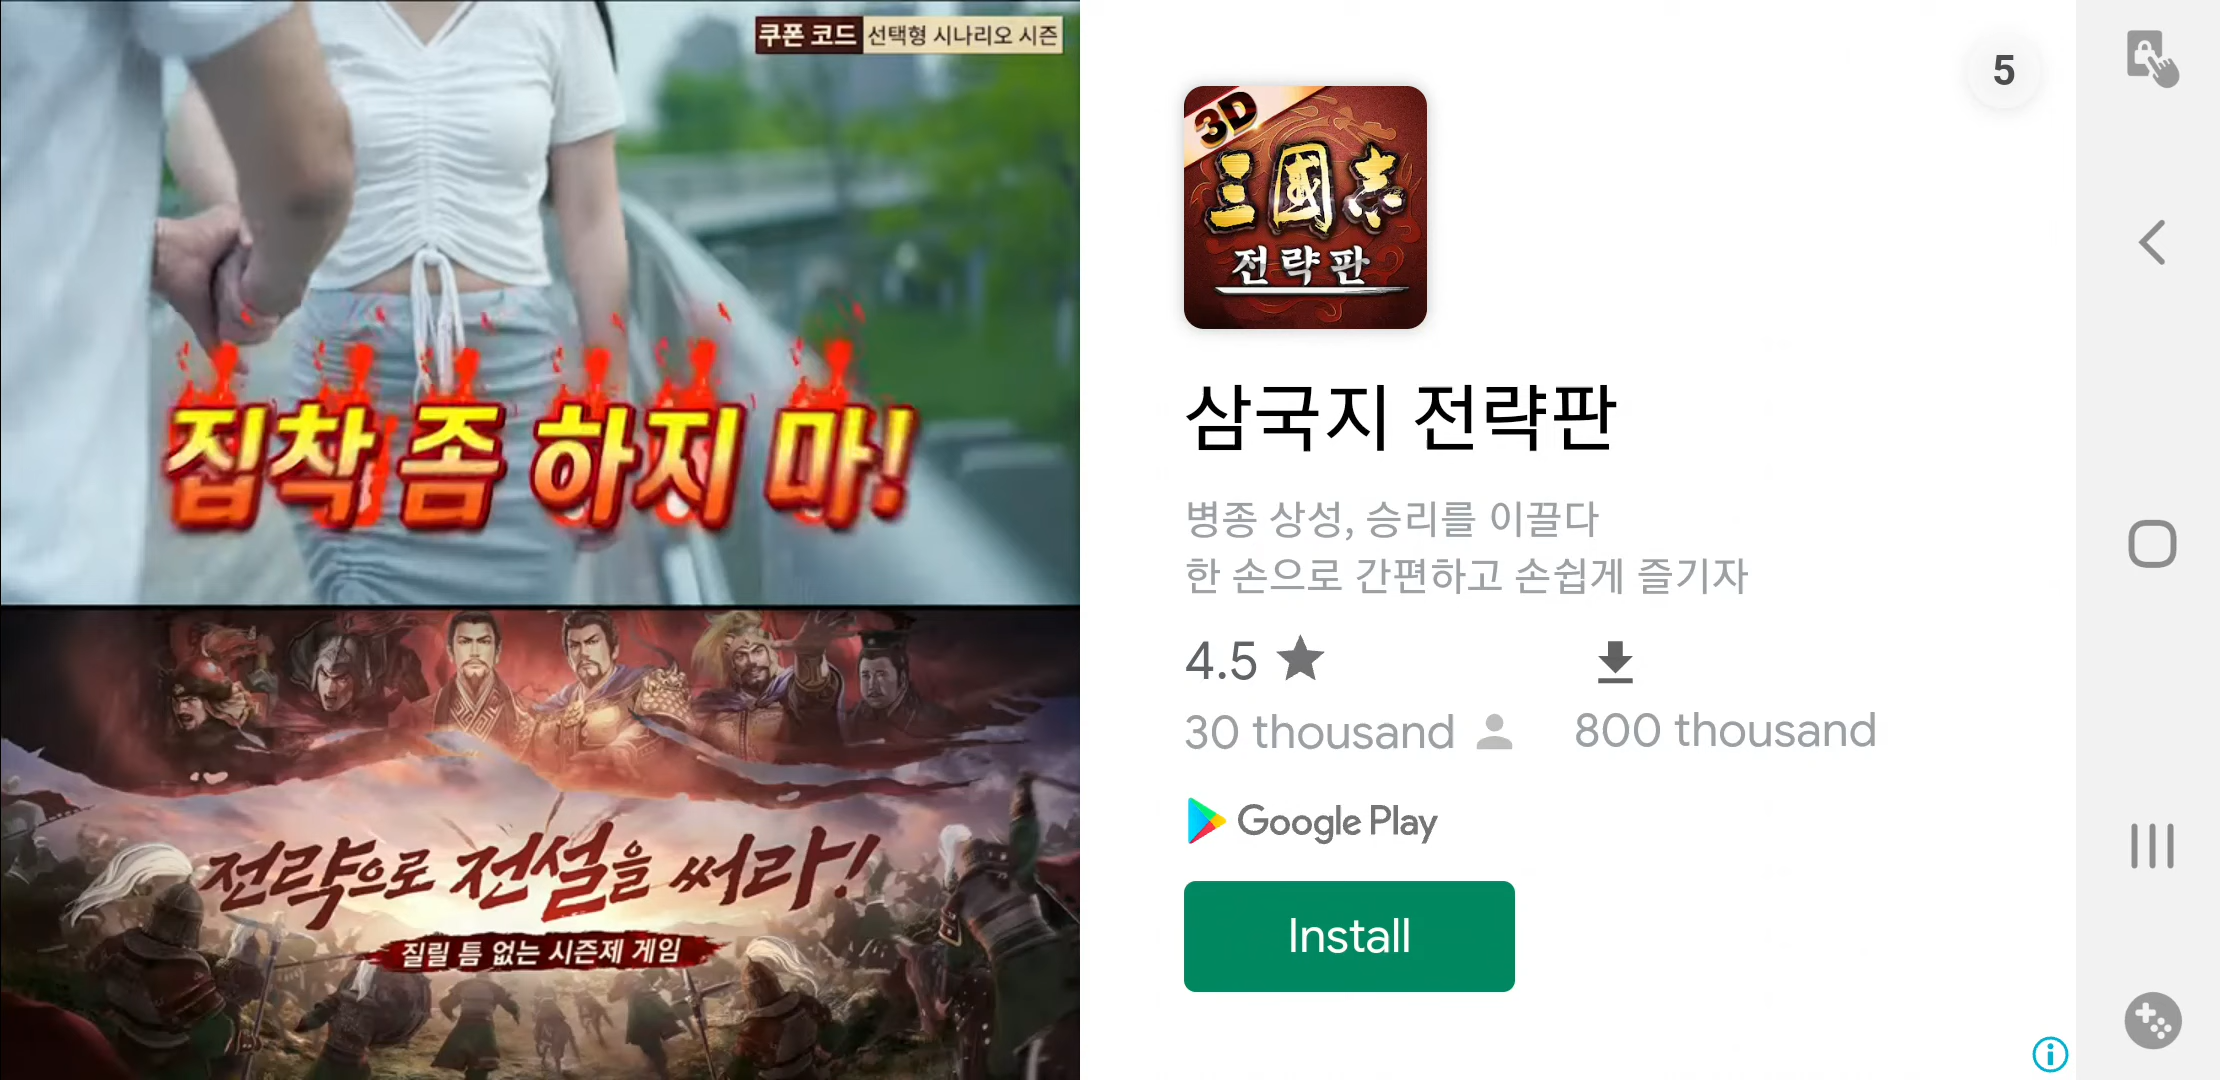 쿠폰 코드 선택형 시나리오 시즌
집착 좀 하지 마!
전략으로 전설을 써라!
질릴 틈 없는 시즌제 게임
5
3D
三國志
전략판
삼국지 전략판
병종 상성, 승리를 이끌다
한 손으로 간편하고 손쉽게 즐기자
4.5
30 thousand
800 thousand
Google Play
Install